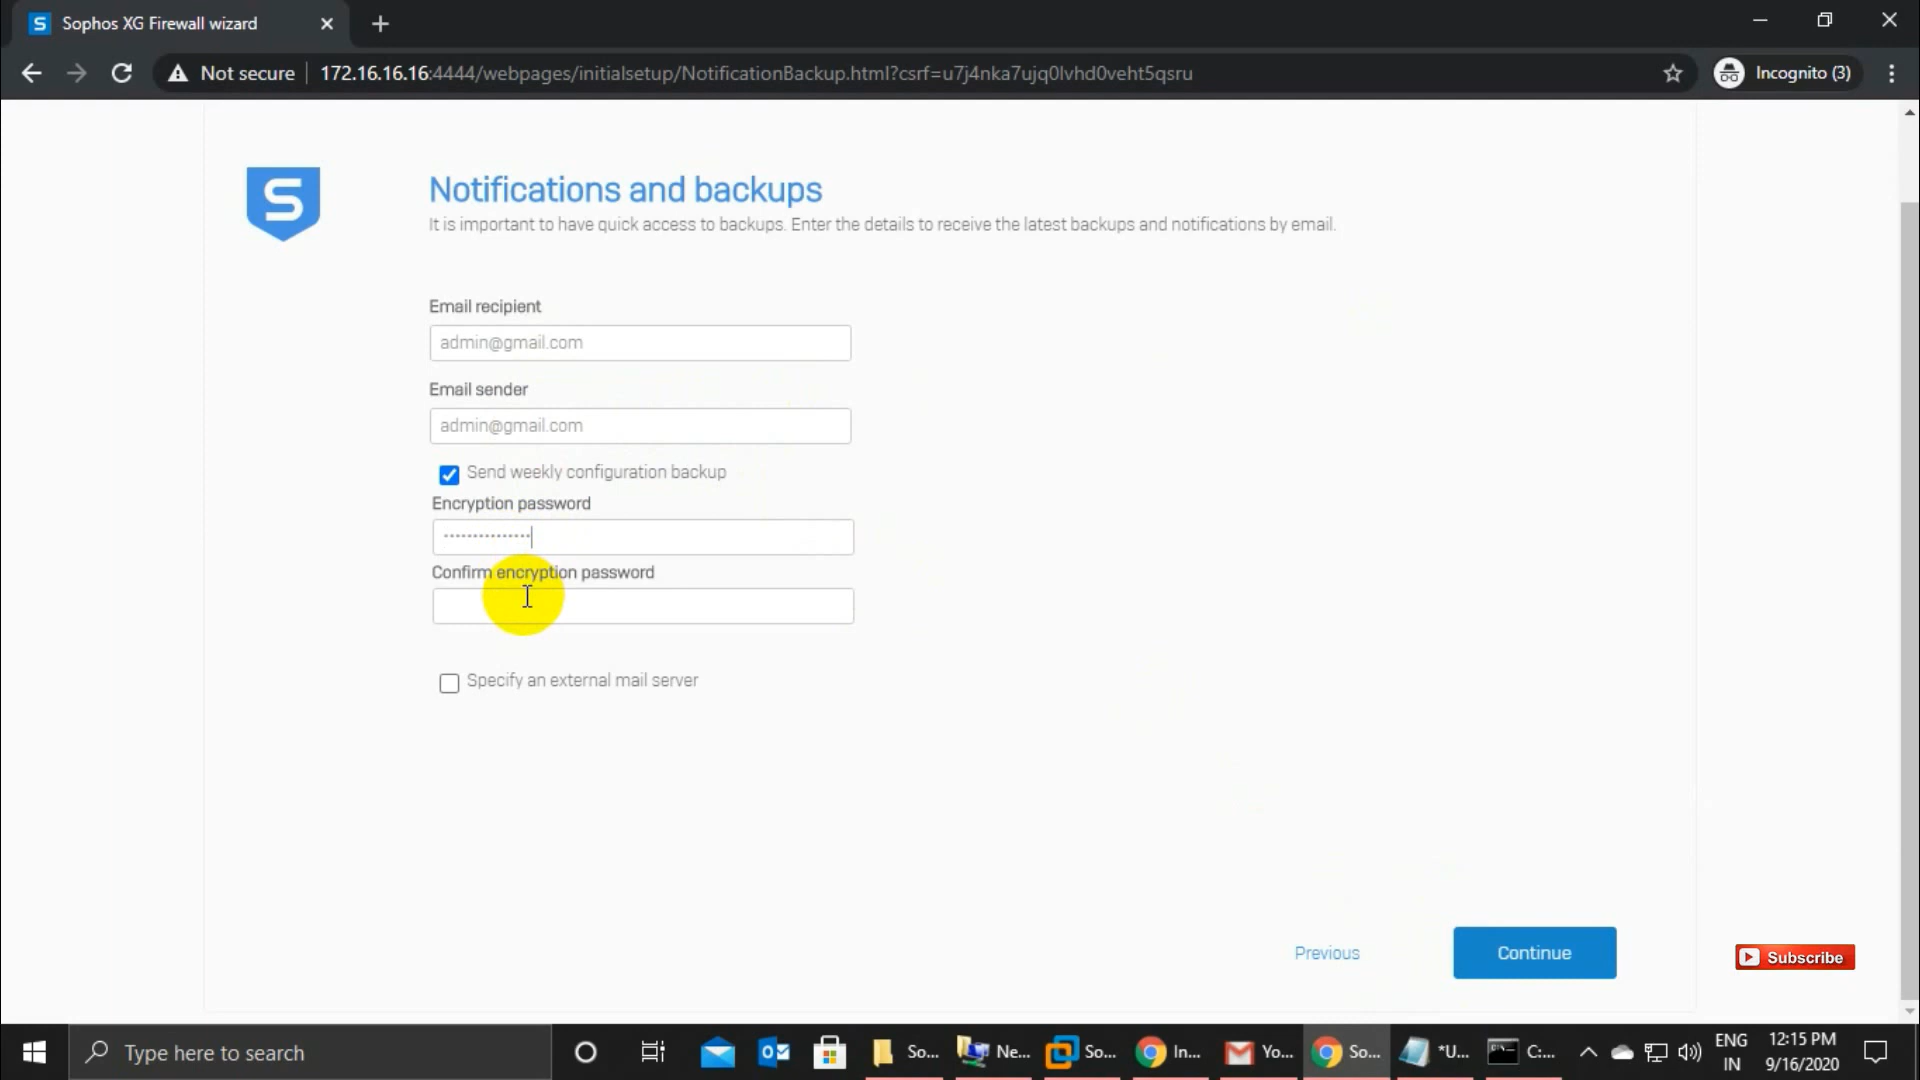 S Sophos XG Firewall wizard
Not secure 172.16.16.16:4444/webpages/initialsetup/NotificationBackup.html?csrf=u7j4nka7ujq0lvhd0veht5qsru Incognito (3)
S
Notifications and backups
It is important to have quick access to backups. Enter the details to receive the latest backups and notifications by email.
Email recipient
admin@gmail.com
Email sender
admin@gmail.com
Send weekly configuration backup
Encryption password
Confirm encryption password
Specify an external mail server
Previous
Continue
Subscribe
Type here to search
So...
Ne...
So...
In...
Yo...
So...
*U...
C:...
ENG
IN
12:15 PM
9/16/2020